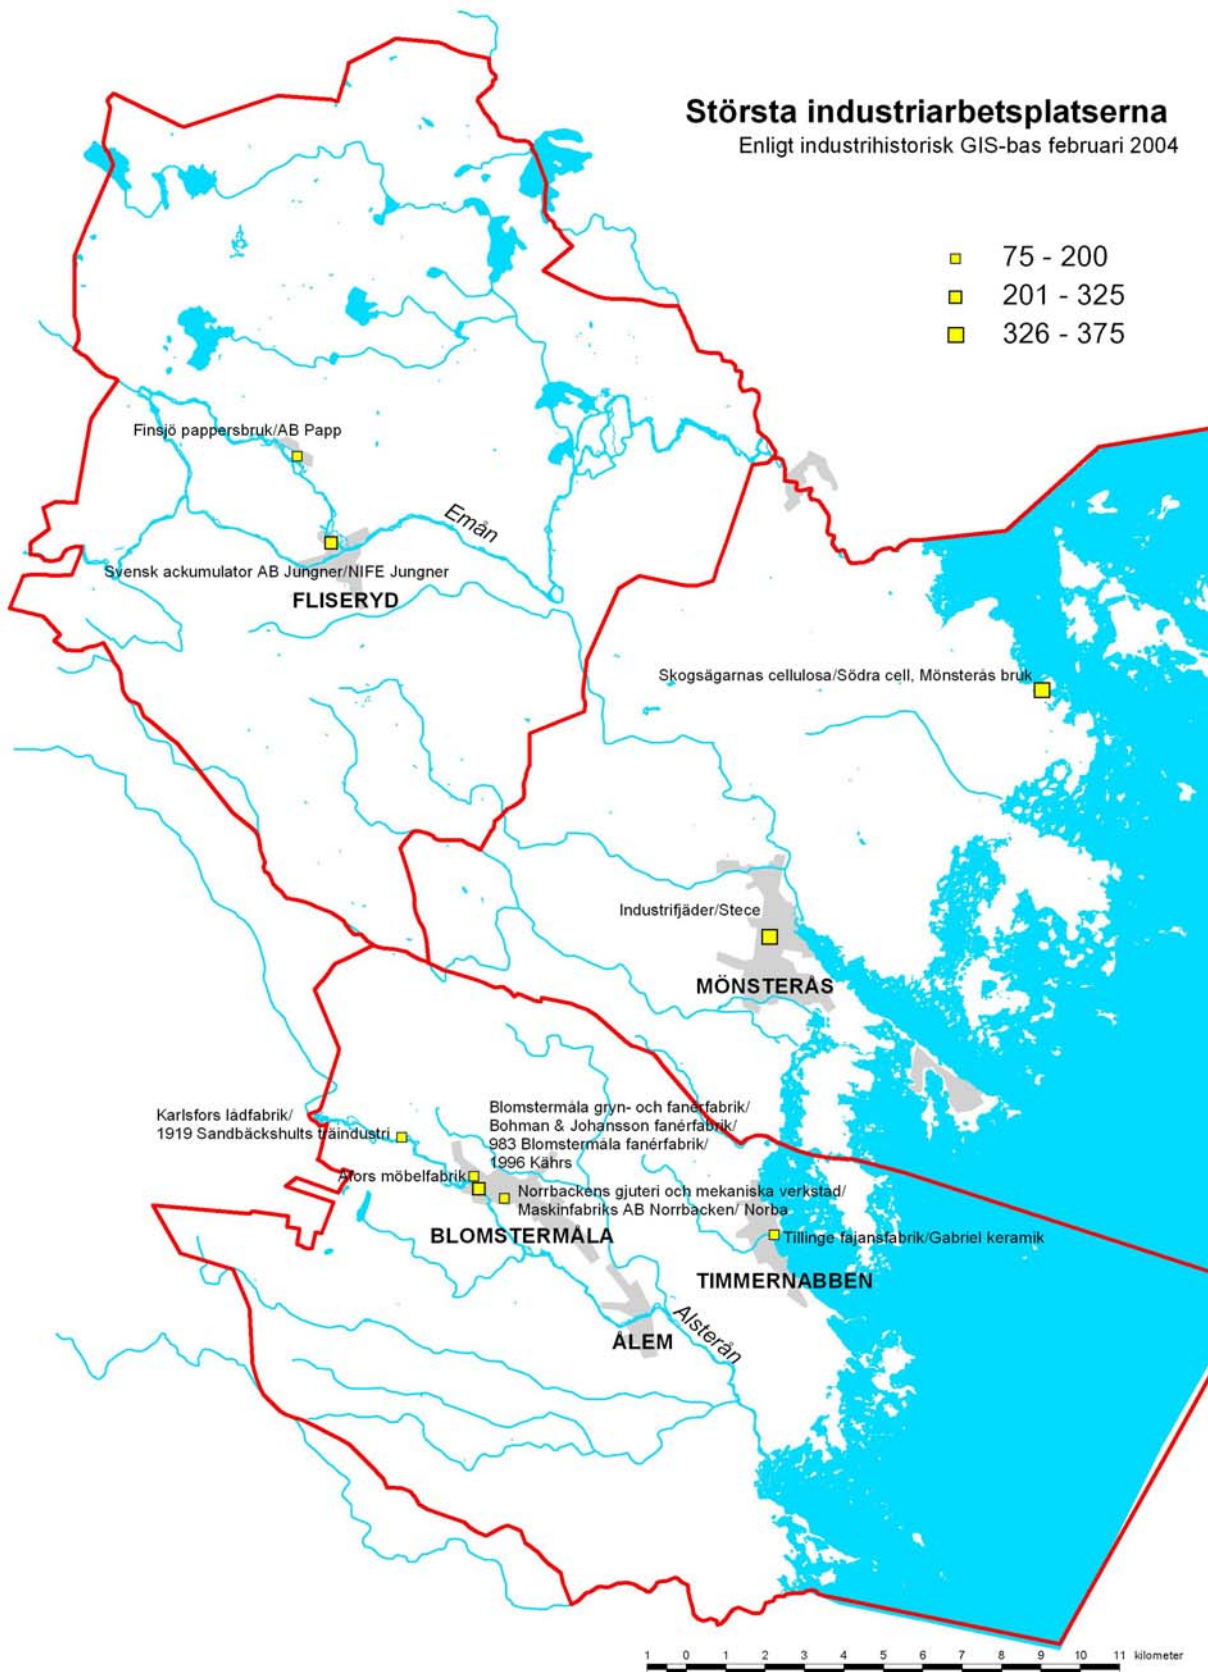 Största industriarbetsplatserna
Enligt industrihistorisk GIS-bas februari 2004
75 - 200
201 - 325
326 - 375
Finsjö pappersbruk/AB Papp
Emån
Svensk ackumulator AB Jungner/NIFE Jungner
FLISERYD
Skogsägarnas cellulosa/Södra cell, Mönsterås bruk
Industrifjäder/Stece
MÖNSTERÅS
Karlsfors lådfabrik/
1919 Sandbäckshults träindustri
Blomstermåla gryn- och fanérfabrik/
Bohman & Johansson fanérfabrik/
983 Blomstermåla fanérfabrik/
1996 Kährs
Åfors möbelfabrik
Norrbackens gjuteri och mekaniska verkstad/
Maskinfabriks AB Norrbacken/ Norba
BLOMSTERMÅLA
Tillinge fajansfabrik/Gabriel keramik
TIMMERNABBEN
Alsterån
ÅLEM
1 0 1 2 3 4 5 6 7 8 9 10 11 kilometer